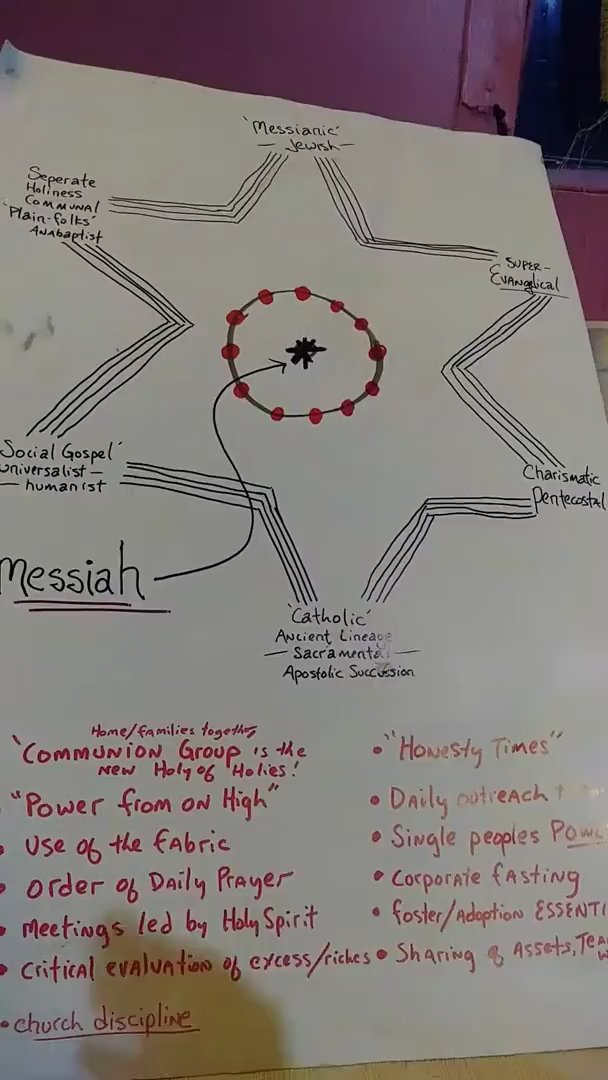 'Messianic'
— Jewish —
Seperate
Holiness
Communal
'Plain-folks'
Anabaptist
Super-
Evangelical
Social Gospel'
universalist —
— humanist
Charismatic
Pentecostal
Messiah
'Catholic'
Ancient Lineage
— Sacramental —
Apostolic Succession
Home/families together
'Communion Group is the
new Holy of Holies!
"Power from on High"
• Use of the fabric
• Order of Daily Prayer
• Meetings led by Holy Spirit
• Critical evaluation of excess/riches
• church discipline
• "Honesty Times"
• Daily outreach
• Single peoples
• Corporate fasting
• foster/Adoption
• Sharing of Assets,